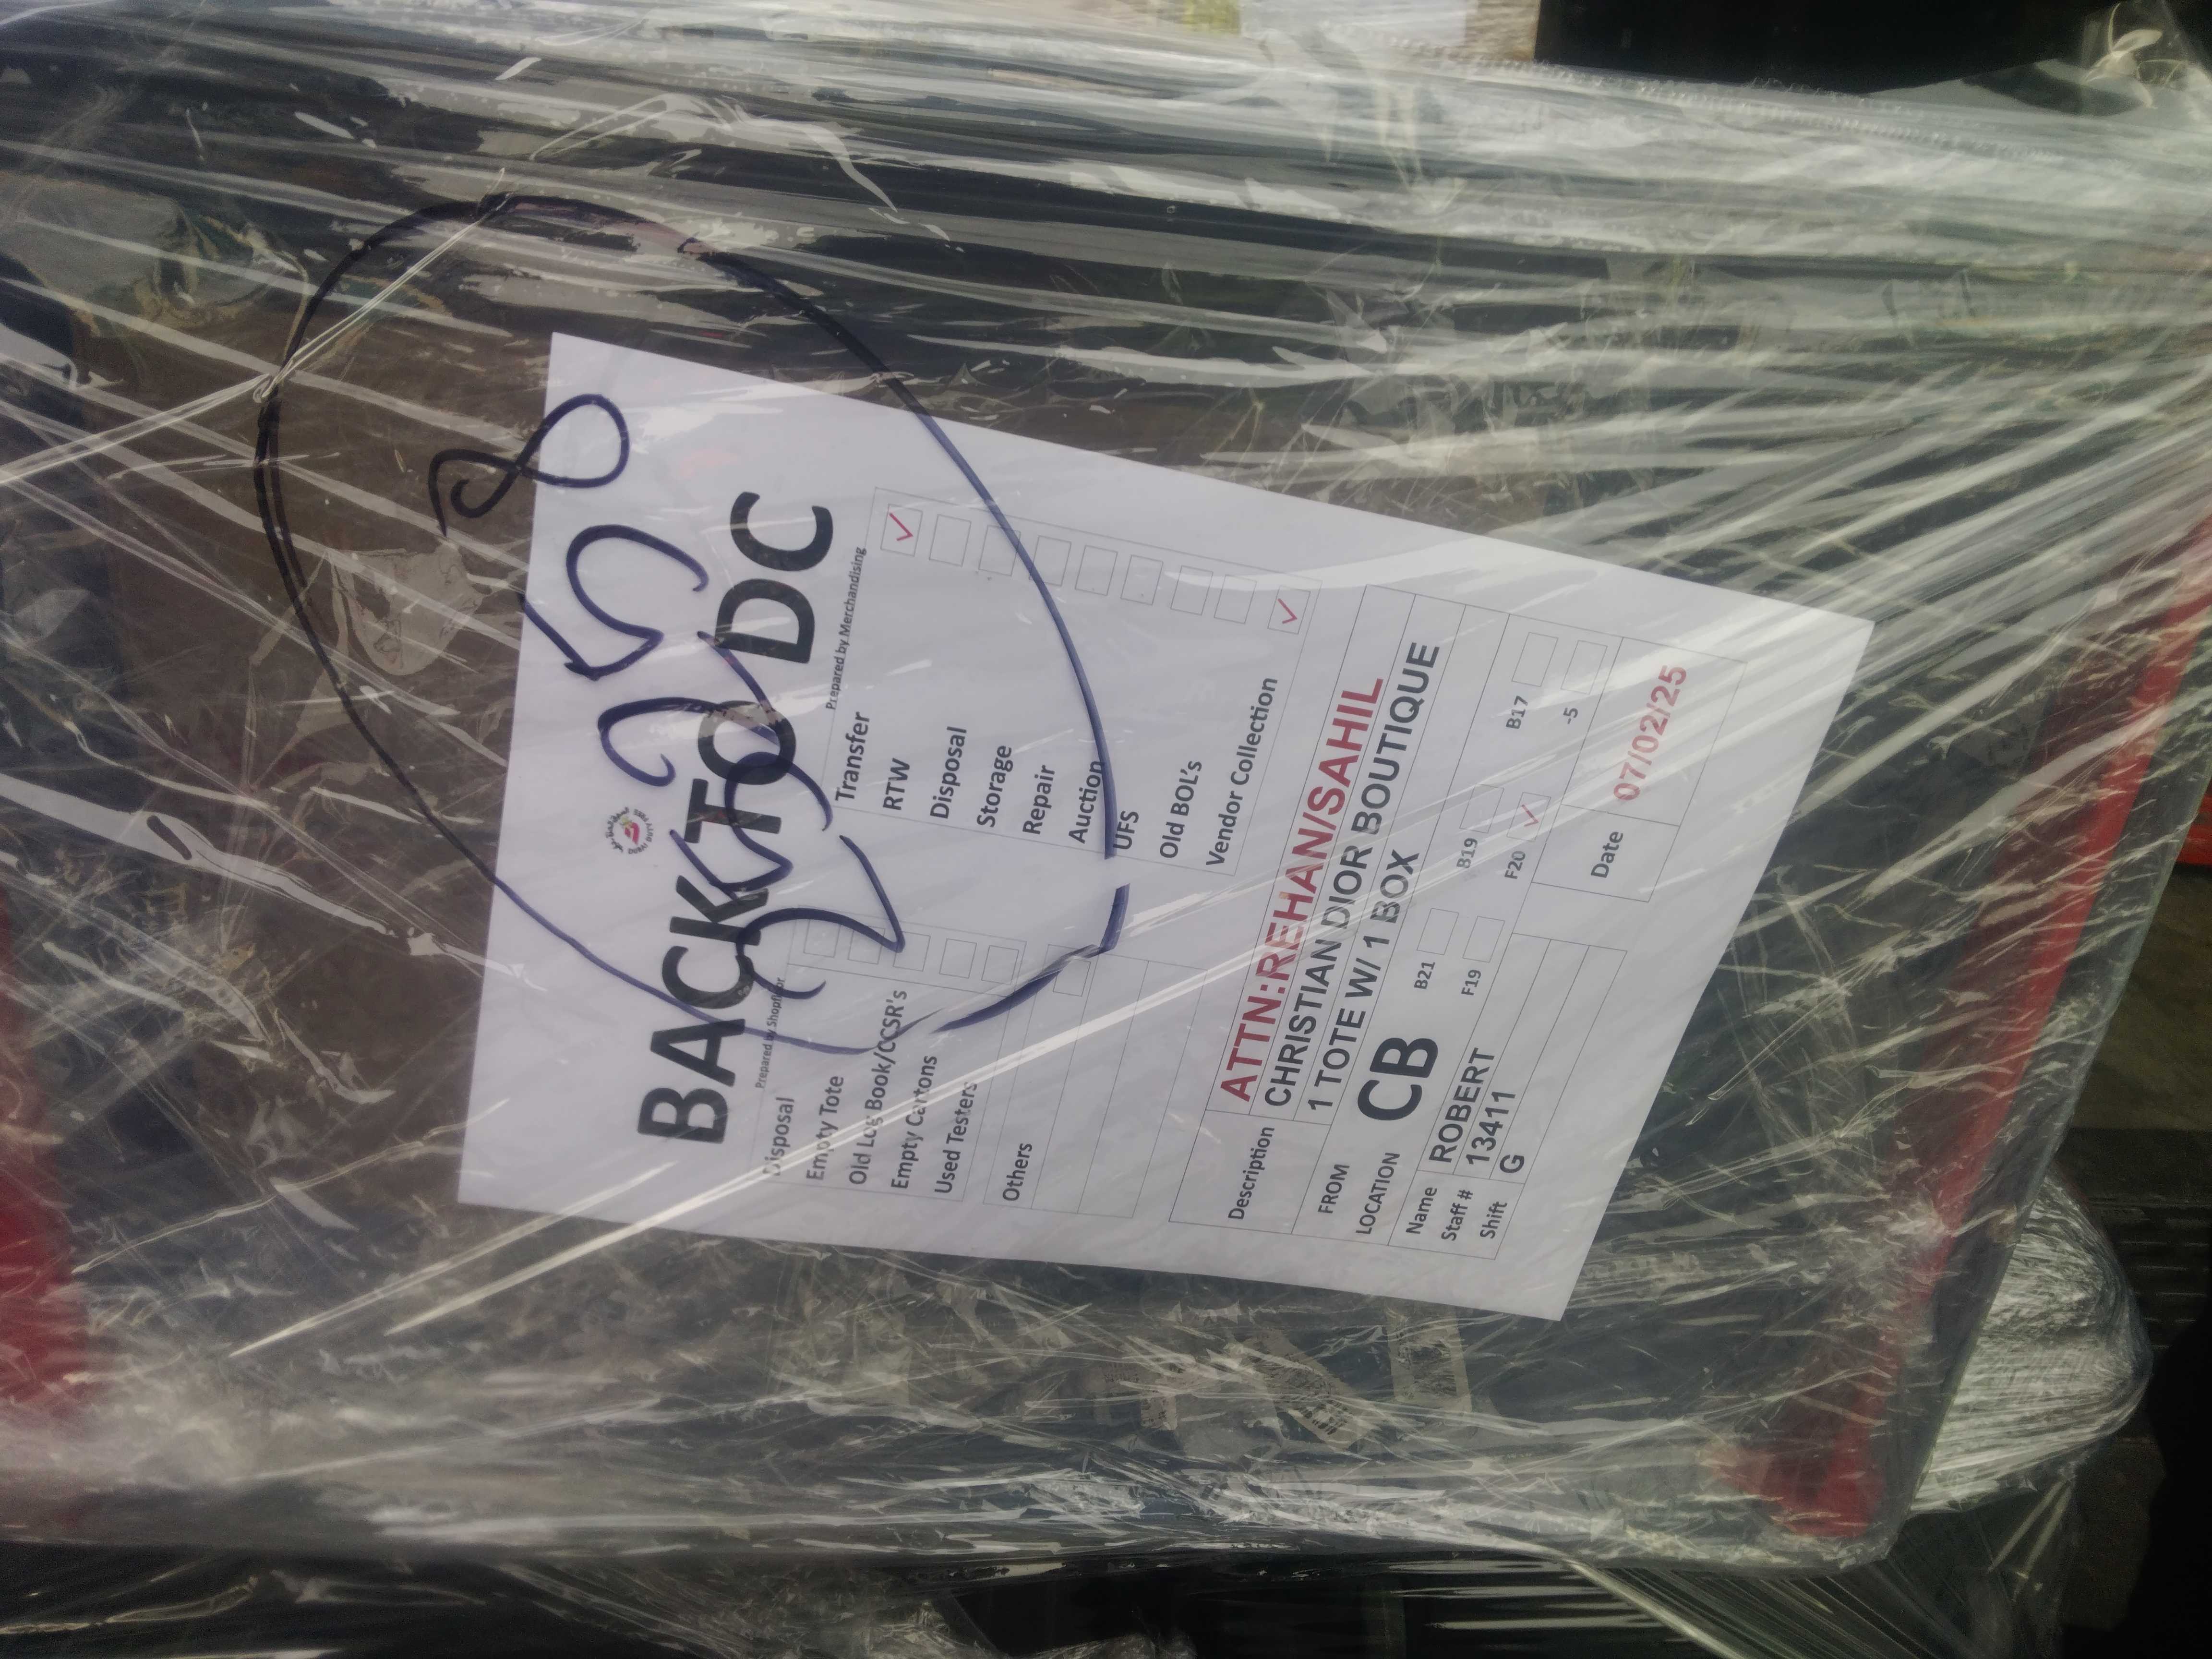 BACK TO DC
Prepared by Shopfloor
Prepared by Merchandising
Disposal
Empty Tote
Old Log Book/CCSR's
Empty Cartons
Used Testers
Others
Transfer ✓
RTW
Disposal
Storage
Repair
Auction
UFS
Old BOL's
Vendor Collection ✓
Description ATTN:REHAN/SAHIL
CHRISTIAN DIOR BOUTIQUE
FROM 1 TOTE W/ 1 BOX
LOCATION CB
B21 B19 B17
F19 F20 ✓ -5
Name ROBERT
Staff # 13411
Shift G
Date 07/02/25